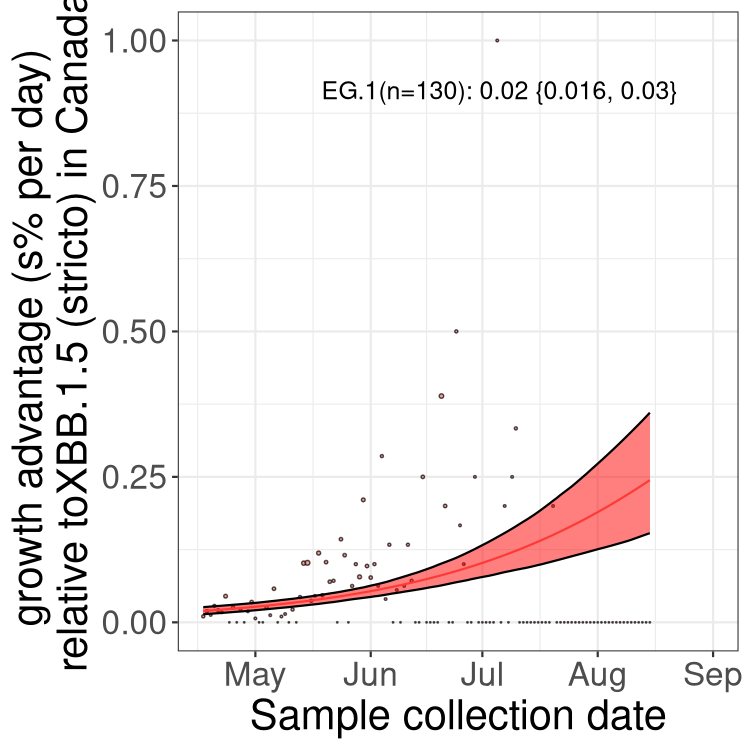 growth advantage (s% per day)
relative toXBB.1.5 (stricto) in Canada
1.00
0.75
0.50
0.25
0.00
EG.1(n=130): 0.02 {0.016, 0.03}
May Jun Jul Aug Sep
Sample collection date